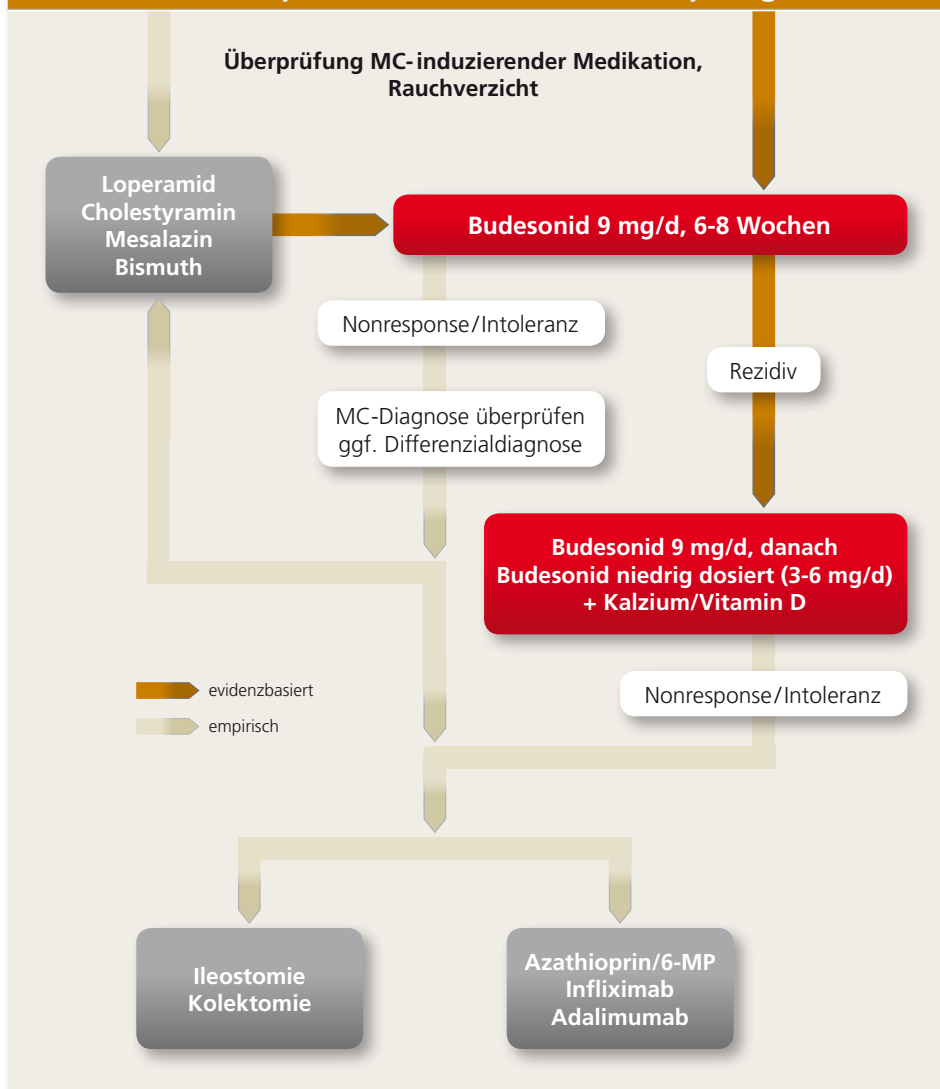 Überprüfung MC-induzierender Medikation,
Rauchverzicht
Loperamid
Cholestyramin
Mesalazin
Bismuth
Budesonid 9 mg/d, 6-8 Wochen
Nonresponse/Intoleranz
Rezidiv
MC-Diagnose überprüfen
ggf. Differenzialdiagnose
Budesonid 9 mg/d, danach
Budesonid niedrig dosiert (3-6 mg/d)
+ Kalzium/Vitamin D
evidenzbasiert
Nonresponse/Intoleranz
empirisch
Ileostomie
Kolektomie
Azathioprin/6-MP
Infliximab
Adalimumab